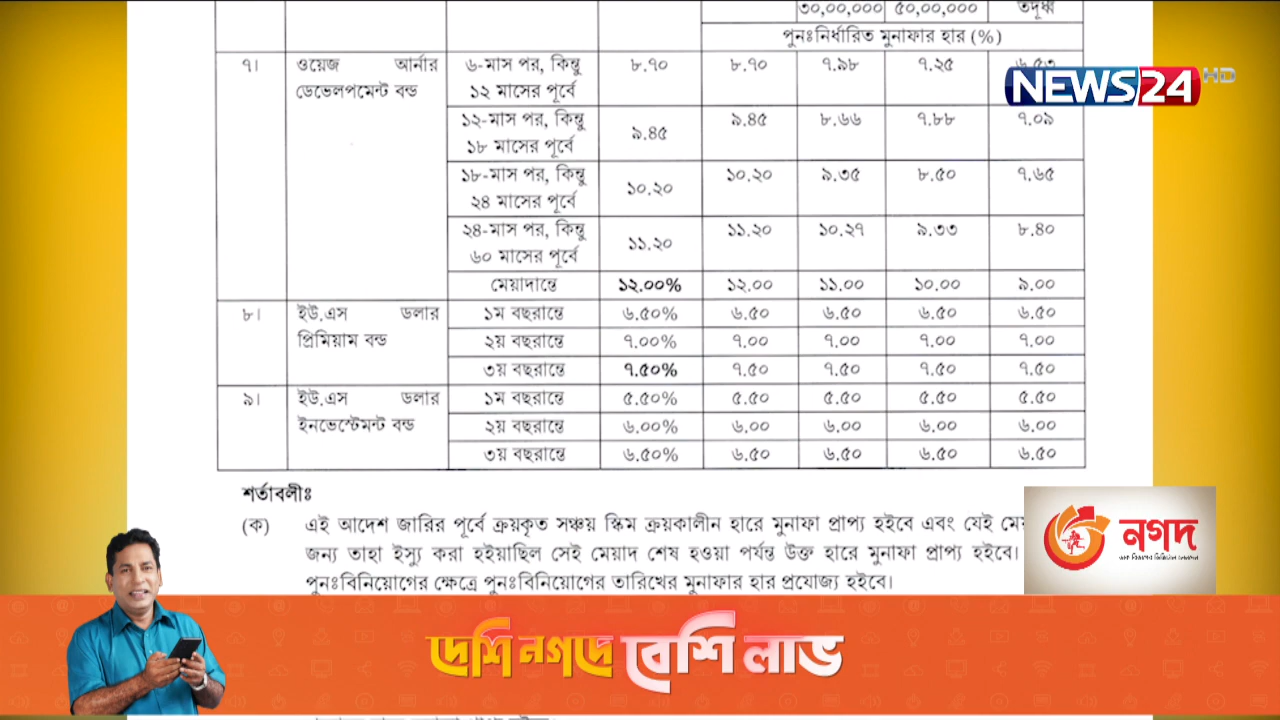 ৩০,০০,০০০ ৫০,০০,০০০ তদূর্ধ্ব
পুনঃনির্ধারিত মুনাফার হার (%)
৭। ওয়েজ আর্নার ডেভেলপমেন্ট বন্ড ৬-মাস পর, কিন্তু ১২ মাসের পূর্বে ৮.৭০ ৮.৭০ ৭.৯৮ ৭.২৫ ৬.৫৩
NEWS24 HD
১২-মাস পর, কিন্তু ১৮ মাসের পূর্বে ৯.৪৫ ৯.৪৫ ৮.৬৬ ৭.৮৮ ৭.০৯
১৮-মাস পর, কিন্তু ২৪ মাসের পূর্বে ১০.২০ ১০.২০ ৯.৩৫ ৮.৫০ ৭.৬৫
২৪-মাস পর, কিন্তু ৬০ মাসের পূর্বে ১১.২০ ১১.২০ ১০.২৭ ৯.৩৩ ৮.৪০
মেয়াদান্তে ১২.০০% ১২.০০ ১১.০০ ১০.০০ ৯.০০
৮। ইউ.এস ডলার প্রিমিয়াম বন্ড ১ম বছরান্তে ৬.৫০% ৬.৫০ ৬.৫০ ৬.৫০ ৬.৫০
২য় বছরান্তে ৭.০০% ৭.০০ ৭.০০ ৭.০০ ৭.০০
৩য় বছরান্তে ৭.৫০% ৭.৫০ ৭.৫০ ৭.৫০ ৭.৫০
৯। ইউ.এস ডলার ইনভেস্টেমন্ট বন্ড ১ম বছরান্তে ৫.৫০% ৫.৫০ ৫.৫০ ৫.৫০ ৫.৫০
২য় বছরান্তে ৬.০০% ৬.০০ ৬.০০ ৬.০০ ৬.০০
৩য় বছরান্তে ৬.৫০% ৬.৫০ ৬.৫০ ৬.৫০ ৬.৫০
শর্তাবলীঃ
(ক) এই আদেশ জারির পূর্বে ক্রয়কৃত সঞ্চয় স্কিম ক্রয়কালীন হারে মুনাফা প্রাপ্য হইবে এবং যেই
জন্য তাহা ইস্যু করা হইয়াছিল সেই মেয়াদ শেষ হওয়া পর্যন্ত উক্ত হারে মুনাফা প্রাপ্য হইবে।
পুনঃবিনিয়োগের ক্ষেত্রে পুনঃবিনিয়োগের তারিখের মুনাফার হার প্রযোজ্য হইবে।
নগদ
ডাক বিভাগের ডিজিটাল লেনদেন
দেশি নগদে বেশি লাভ